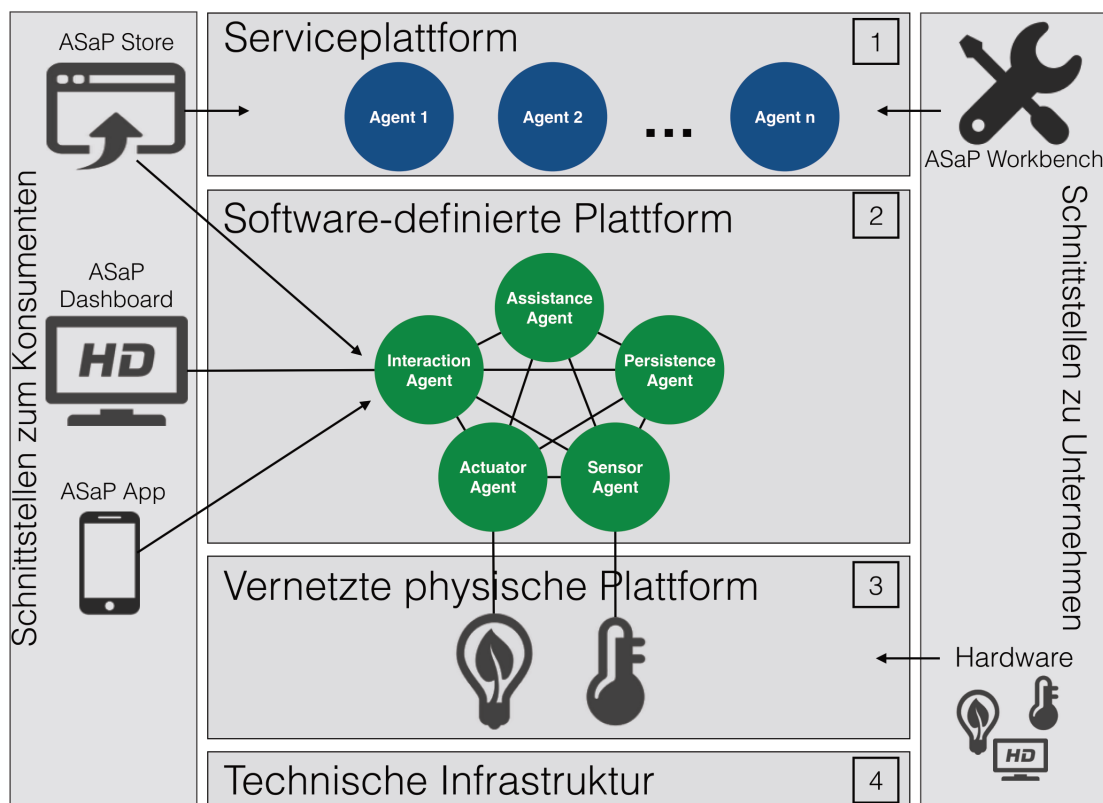 ASaP Store
ASaP
Dashboard
HD
ASaP App
Schnittstellen zum Konsumenten
Serviceplattform
1
Agent 1
Agent 2
...
Agent n
Software-definierte Plattform
2
Assistance
Agent
Interaction
Agent
Persistence
Agent
Actuator
Agent
Sensor
Agent
Vernetzte physische Plattform
3
Technische Infrastruktur
4
ASaP Workbench
Schnittstellen zu Unternehmen
Hardware
HD